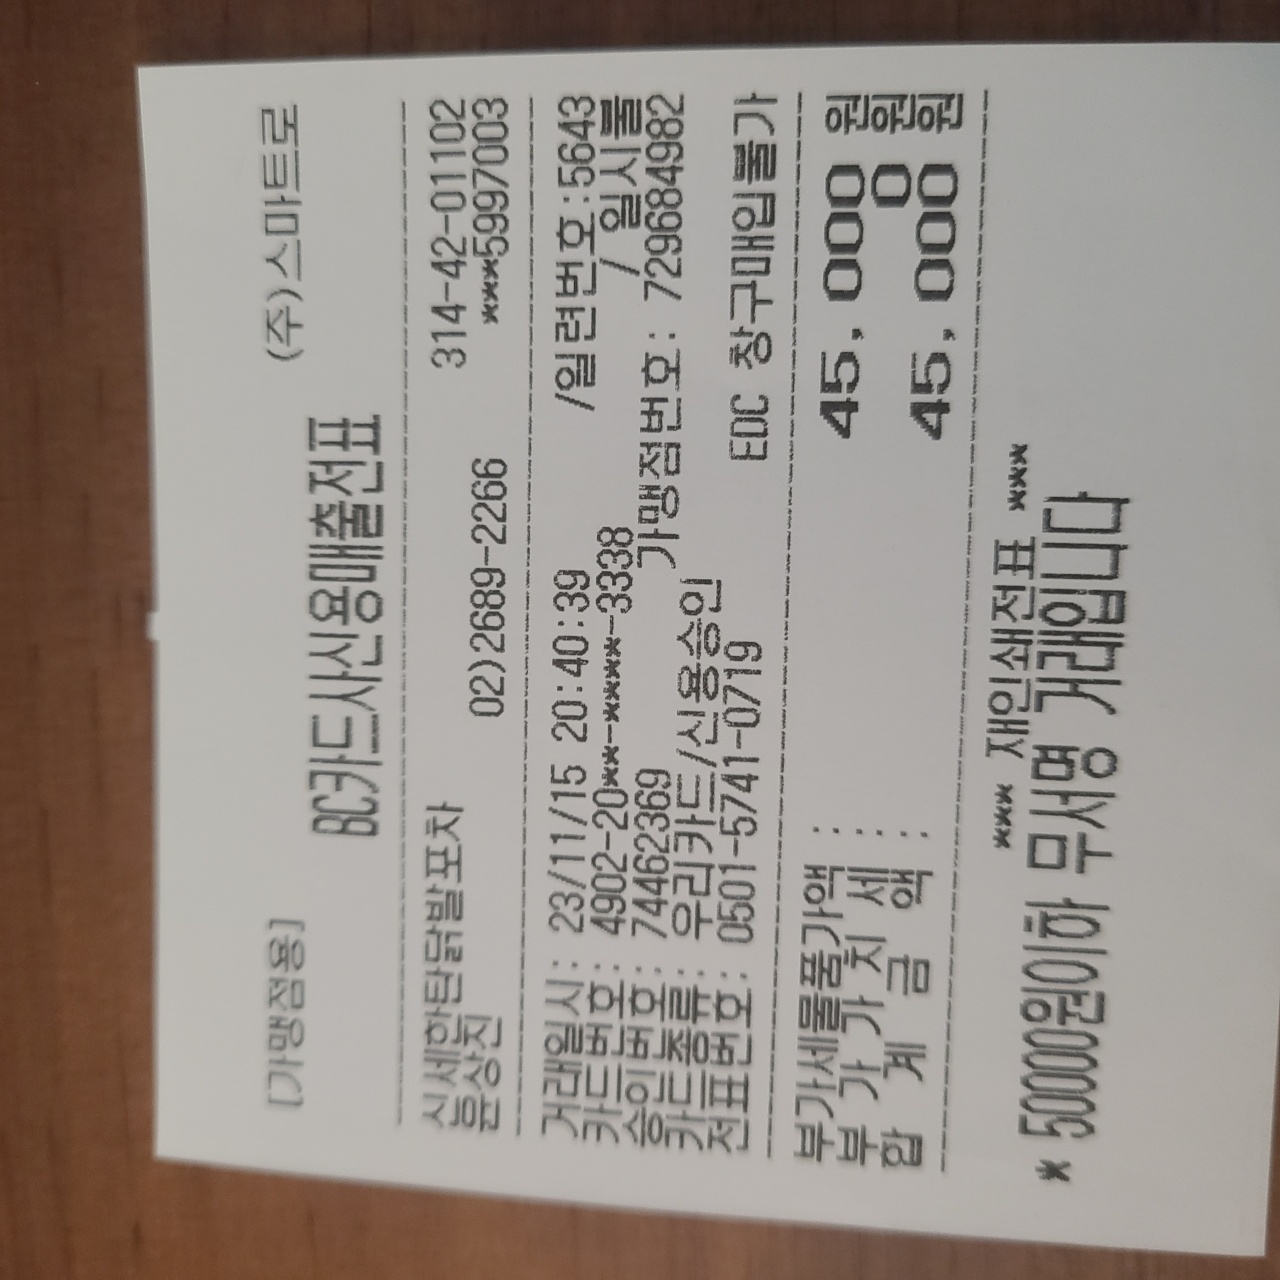 [가맹점용] (주)스마트로
BC카드사신용매출전표
시세한탄닭발포차 314-42-01102
윤상진 02)2689-2266 ***5997003
거래일시: 23/11/15 20:40:39 /일련번호:5643
카드번호: 4902-20**-****-3338 / 일시불
승인번호: 74462369 가맹점번호: 729684982
카드종류: 우리카드/신용승인
전표번호: 0501-5741-0719 EDC 창구매입불가
부가세물품가액 : 45,000 원
부 가 가 치 세 : 0 원
합 계 금 액 : 45,000 원
*** 재인쇄전표 ***
* 50000원이하 무서명 거래입니다